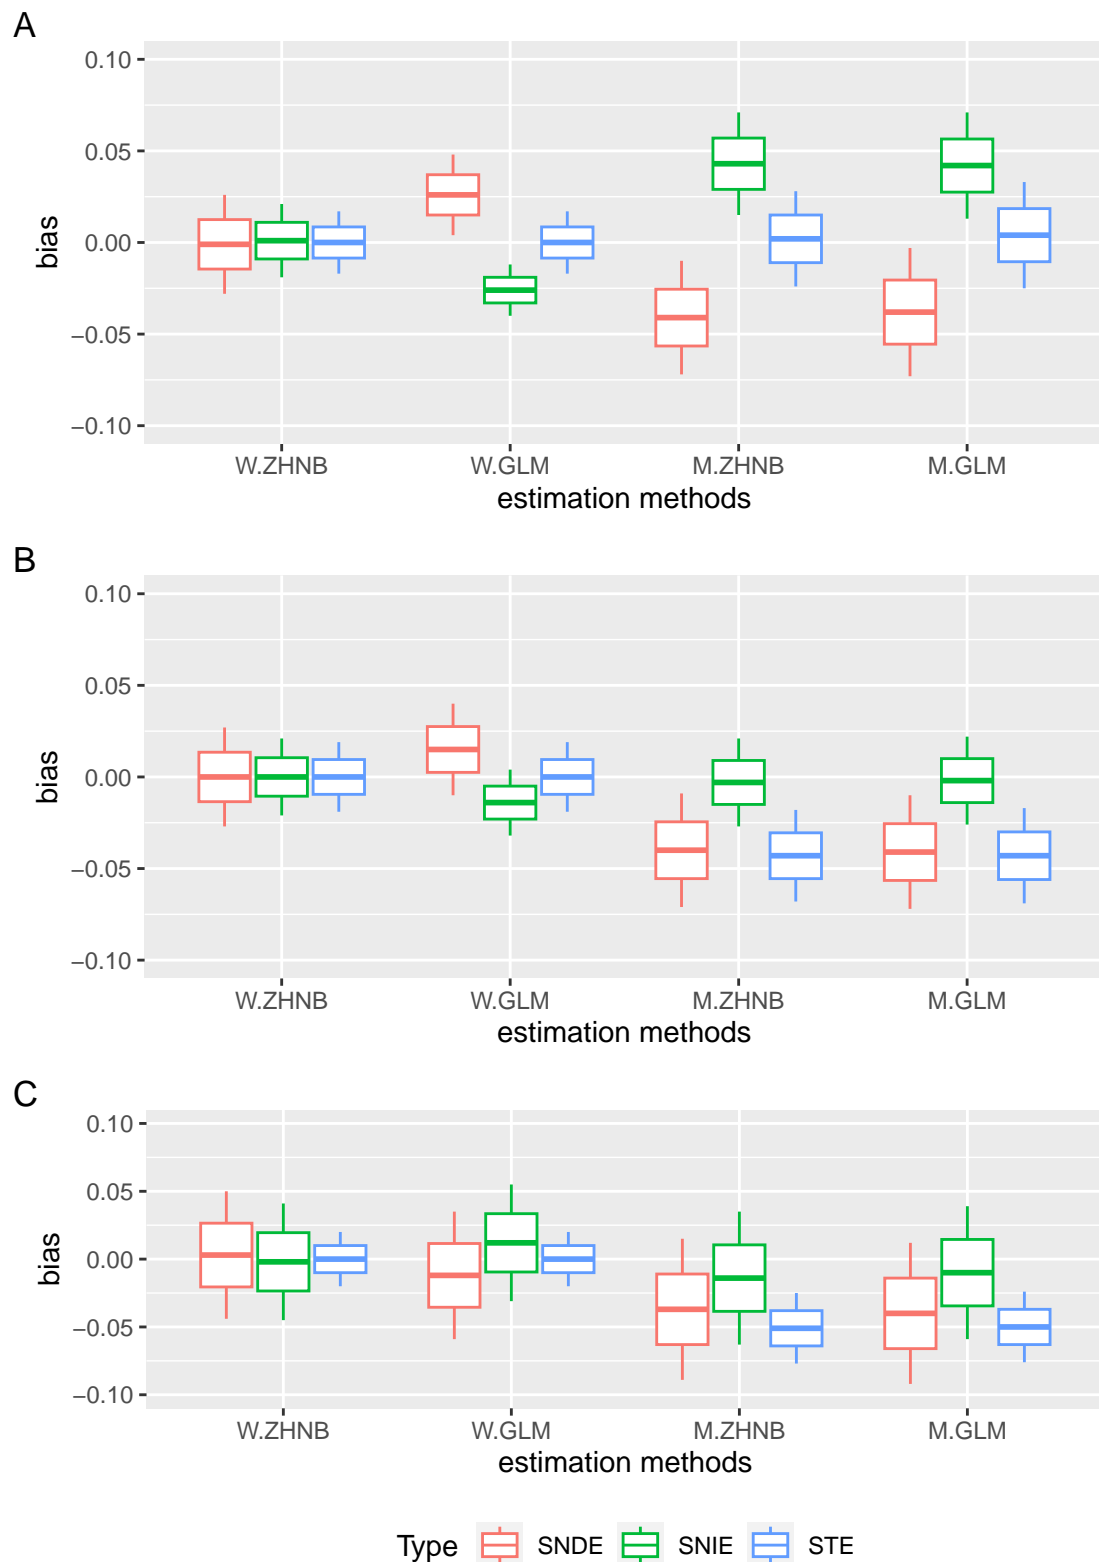 A
0.10
0.05
0.00
−0.05
−0.10
bias
W.ZHNB W.GLM M.ZHNB M.GLM
estimation methods
B
0.10
0.05
0.00
−0.05
−0.10
bias
W.ZHNB W.GLM M.ZHNB M.GLM
estimation methods
C
0.10
0.05
0.00
−0.05
−0.10
bias
W.ZHNB W.GLM M.ZHNB M.GLM
estimation methods
Type SNDE SNIE STE